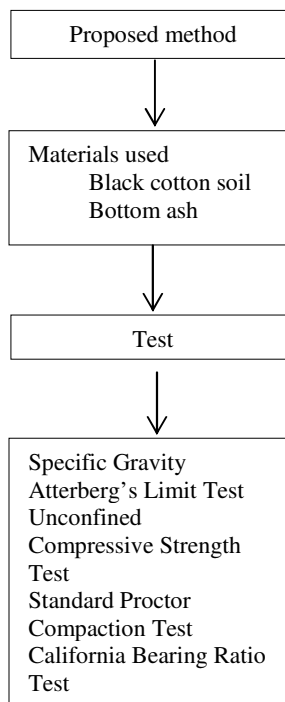 Proposed method
Materials used
Black cotton soil
Bottom ash
Test
Specific Gravity
Atterberg's Limit Test
Unconfined
Compressive Strength
Test
Standard Proctor
Compaction Test
California Bearing Ratio
Test